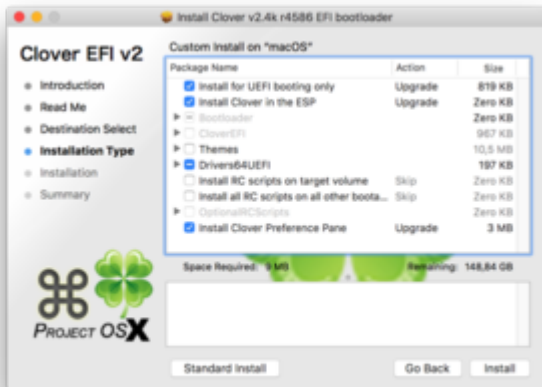 Install Clover v2.4k r4586 EFI bootloader
Clover EFI v2
Introduction
Read Me
Destination Select
Installation Type
Installation
Summary
PROJECT OSX
Custom Install on "macOS"
Package Name Action Size
Install for UEFI booting only Upgrade 819 KB
Install Clover in the ESP Upgrade Zero KB
Bootloader Zero KB
CloverEFI 967 KB
Themes 10,5 MB
Drivers64UEFI 197 KB
Install RC scripts on target volume Skip Zero KB
Install all RC scripts on all other boota... Skip Zero KB
OptionalRCScripts Zero KB
Install Clover Preference Pane Upgrade 3 MB
Space Required: 9 MB Remaining: 148,84 GB
Standard Install Go Back Install